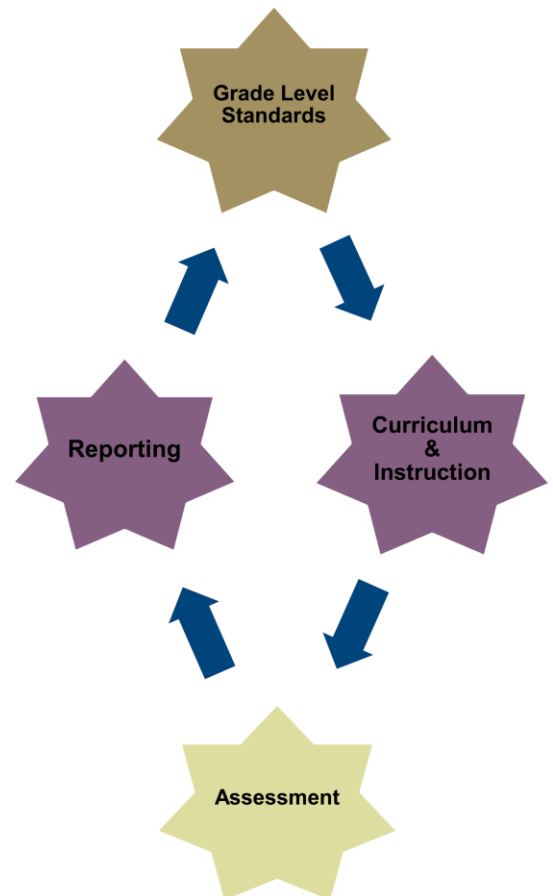 Grade Level
Standards
Reporting
Curriculum
&
Instruction
Assessment